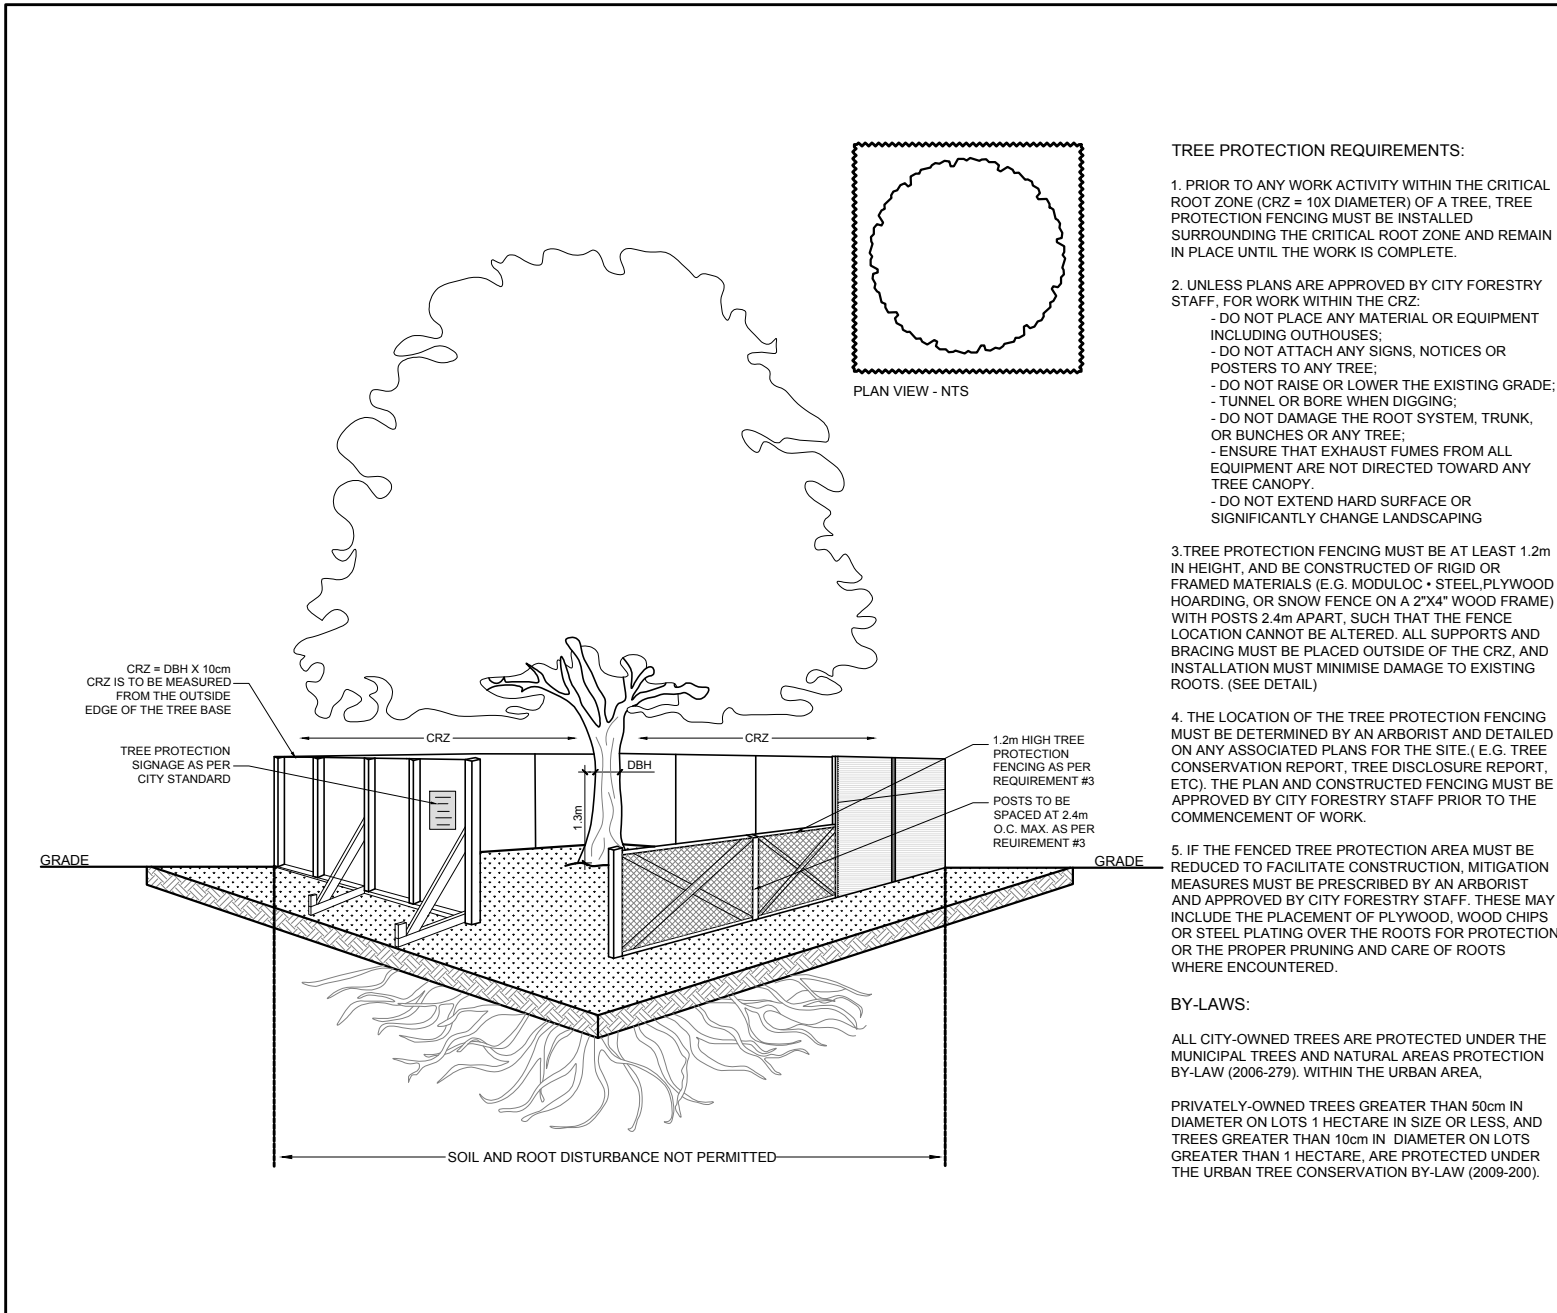 PLAN VIEW - NTS
CRZ = DBH X 10cm
CRZ IS TO BE MEASURED
FROM THE OUTSIDE
EDGE OF THE TREE BASE
TREE PROTECTION
SIGNAGE AS PER
CITY STANDARD
CRZ
CRZ
DBH
1.3m
1.2m HIGH TREE
PROTECTION
FENCING AS PER
REQUIREMENT #3
POSTS TO BE
SPACED AT 2.4m
O.C. MAX. AS PER
REUIREMENT #3
GRADE
GRADE
SOIL AND ROOT DISTURBANCE NOT PERMITTED
TREE PROTECTION REQUIREMENTS:
1. PRIOR TO ANY WORK ACTIVITY WITHIN THE CRITICAL
ROOT ZONE (CRZ = 10X DIAMETER) OF A TREE, TREE
PROTECTION FENCING MUST BE INSTALLED
SURROUNDING THE CRITICAL ROOT ZONE AND REMAIN
IN PLACE UNTIL THE WORK IS COMPLETE.
2. UNLESS PLANS ARE APPROVED BY CITY FORESTRY
STAFF, FOR WORK WITHIN THE CRZ:
- DO NOT PLACE ANY MATERIAL OR EQUIPMENT
INCLUDING OUTHOUSES;
- DO NOT ATTACH ANY SIGNS, NOTICES OR
POSTERS TO ANY TREE;
- DO NOT RAISE OR LOWER THE EXISTING GRADE;
- TUNNEL OR BORE WHEN DIGGING;
- DO NOT DAMAGE THE ROOT SYSTEM, TRUNK,
OR BUNCHES OR ANY TREE;
- ENSURE THAT EXHAUST FUMES FROM ALL
EQUIPMENT ARE NOT DIRECTED TOWARD ANY
TREE CANOPY.
- DO NOT EXTEND HARD SURFACE OR
SIGNIFICANTLY CHANGE LANDSCAPING
3.TREE PROTECTION FENCING MUST BE AT LEAST 1.2m
IN HEIGHT, AND BE CONSTRUCTED OF RIGID OR
FRAMED MATERIALS (E.G. MODULOC • STEEL,PLYWOOD
HOARDING, OR SNOW FENCE ON A 2"X4" WOOD FRAME)
WITH POSTS 2.4m APART, SUCH THAT THE FENCE
LOCATION CANNOT BE ALTERED. ALL SUPPORTS AND
BRACING MUST BE PLACED OUTSIDE OF THE CRZ, AND
INSTALLATION MUST MINIMISE DAMAGE TO EXISTING
ROOTS. (SEE DETAIL)
4. THE LOCATION OF THE TREE PROTECTION FENCING
MUST BE DETERMINED BY AN ARBORIST AND DETAILED
ON ANY ASSOCIATED PLANS FOR THE SITE.( E.G. TREE
CONSERVATION REPORT, TREE DISCLOSURE REPORT,
ETC). THE PLAN AND CONSTRUCTED FENCING MUST BE
APPROVED BY CITY FORESTRY STAFF PRIOR TO THE
COMMENCEMENT OF WORK.
5. IF THE FENCED TREE PROTECTION AREA MUST BE
REDUCED TO FACILITATE CONSTRUCTION, MITIGATION
MEASURES MUST BE PRESCRIBED BY AN ARBORIST
AND APPROVED BY CITY FORESTRY STAFF. THESE MAY
INCLUDE THE PLACEMENT OF PLYWOOD, WOOD CHIPS
OR STEEL PLATING OVER THE ROOTS FOR PROTECTION
OR THE PROPER PRUNING AND CARE OF ROOTS
WHERE ENCOUNTERED.
BY-LAWS:
ALL CITY-OWNED TREES ARE PROTECTED UNDER THE
MUNICIPAL TREES AND NATURAL AREAS PROTECTION
BY-LAW (2006-279). WITHIN THE URBAN AREA,
PRIVATELY-OWNED TREES GREATER THAN 50cm IN
DIAMETER ON LOTS 1 HECTARE IN SIZE OR LESS, AND
TREES GREATER THAN 10cm IN DIAMETER ON LOTS
GREATER THAN 1 HECTARE, ARE PROTECTED UNDER
THE URBAN TREE CONSERVATION BY-LAW (2009-200).